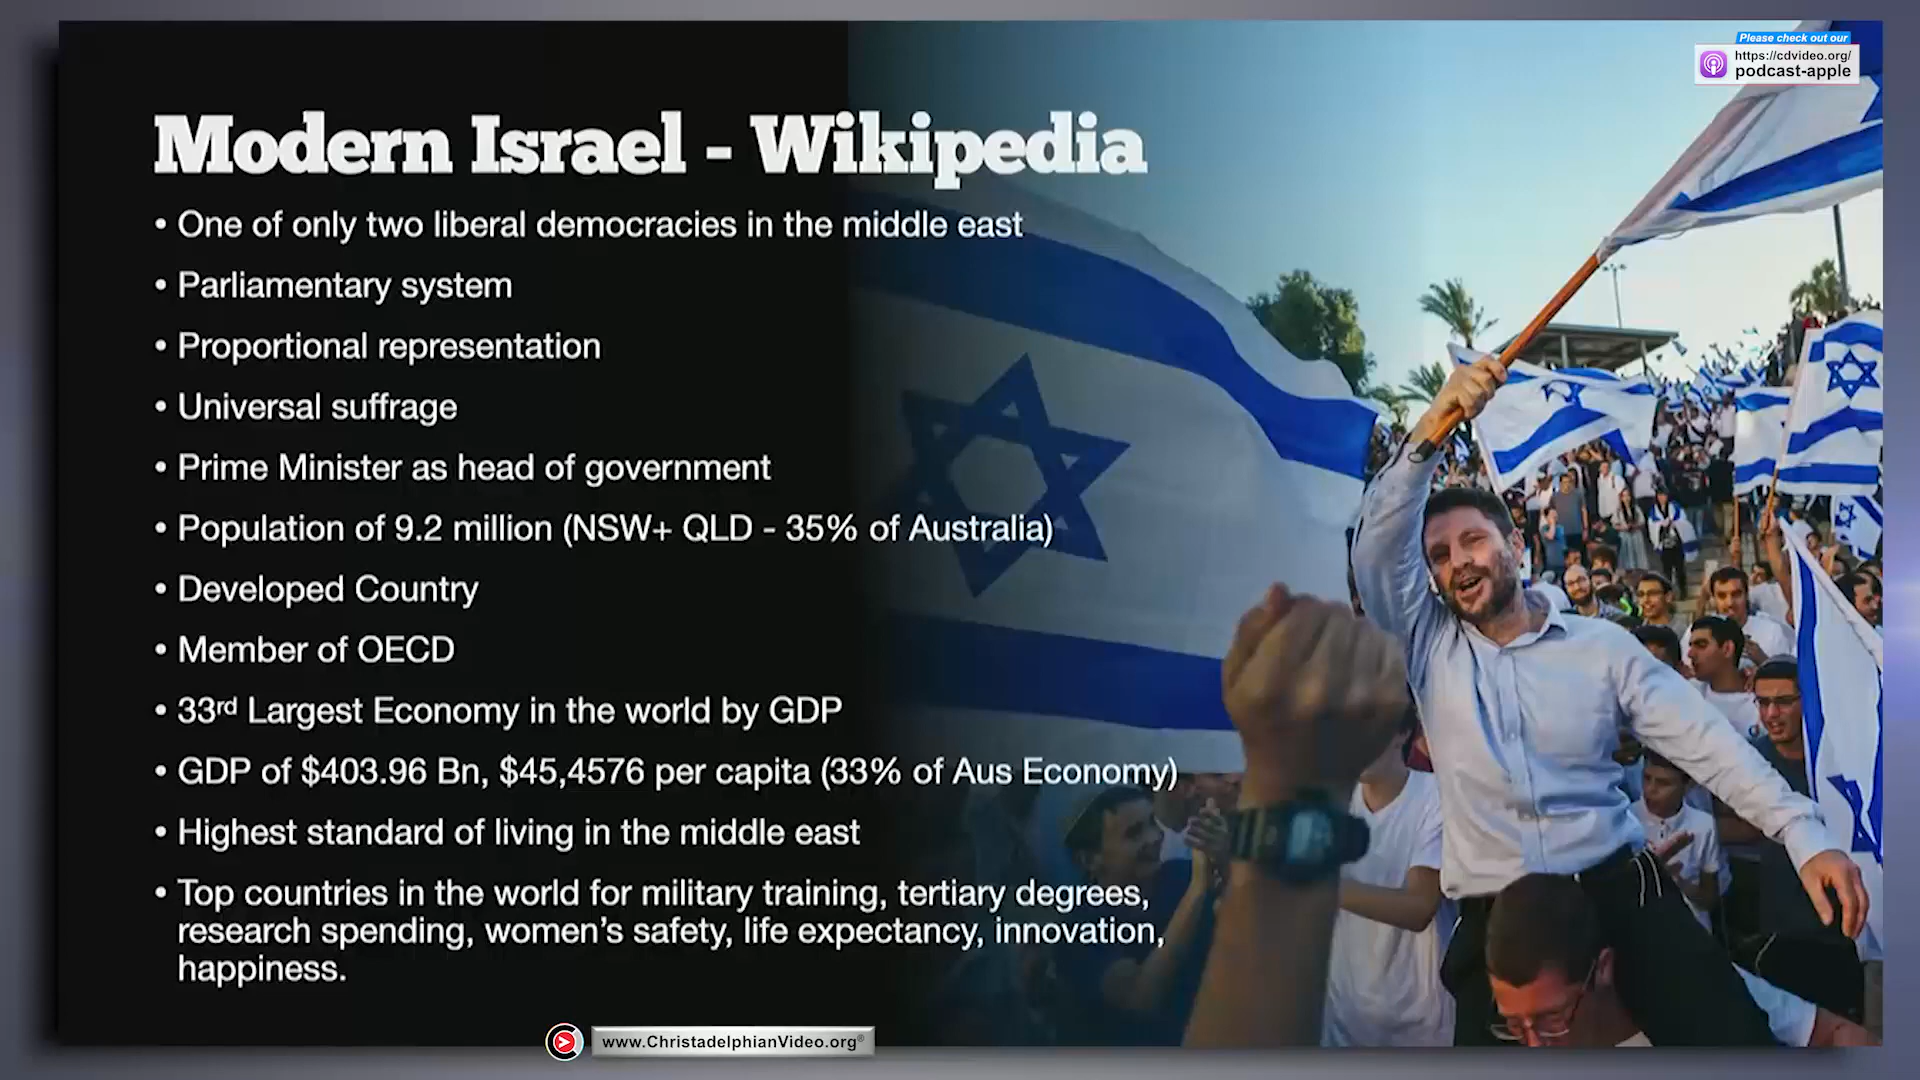 Please check out our
https://cdvideo.org/
podcast-apple
Modern Israel - Wikipedia
• One of only two liberal democracies in the middle east
• Parliamentary system
• Proportional representation
• Universal suffrage
• Prime Minister as head of government
• Population of 9.2 million (NSW+ QLD - 35% of Australia)
• Developed Country
• Member of OECD
• 33rd Largest Economy in the world by GDP
• GDP of $403.96 Bn, $45,4576 per capita (33% of Aus Economy)
• Highest standard of living in the middle east
• Top countries in the world for military training, tertiary degrees,
research spending, women’s safety, life expectancy, innovation,
happiness.
www.ChristadelphianVideo.org®